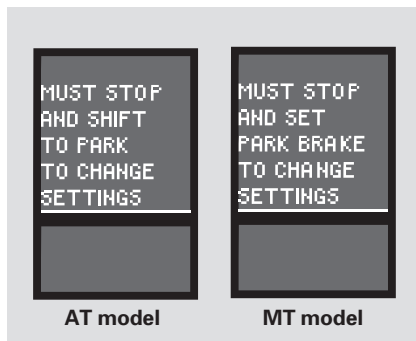 MUST STOP
AND SHIFT
TO PARK
TO CHANGE
SETTINGS
AT model
MUST STOP
AND SET
PARK BRAKE
TO CHANGE
SETTINGS
MT model